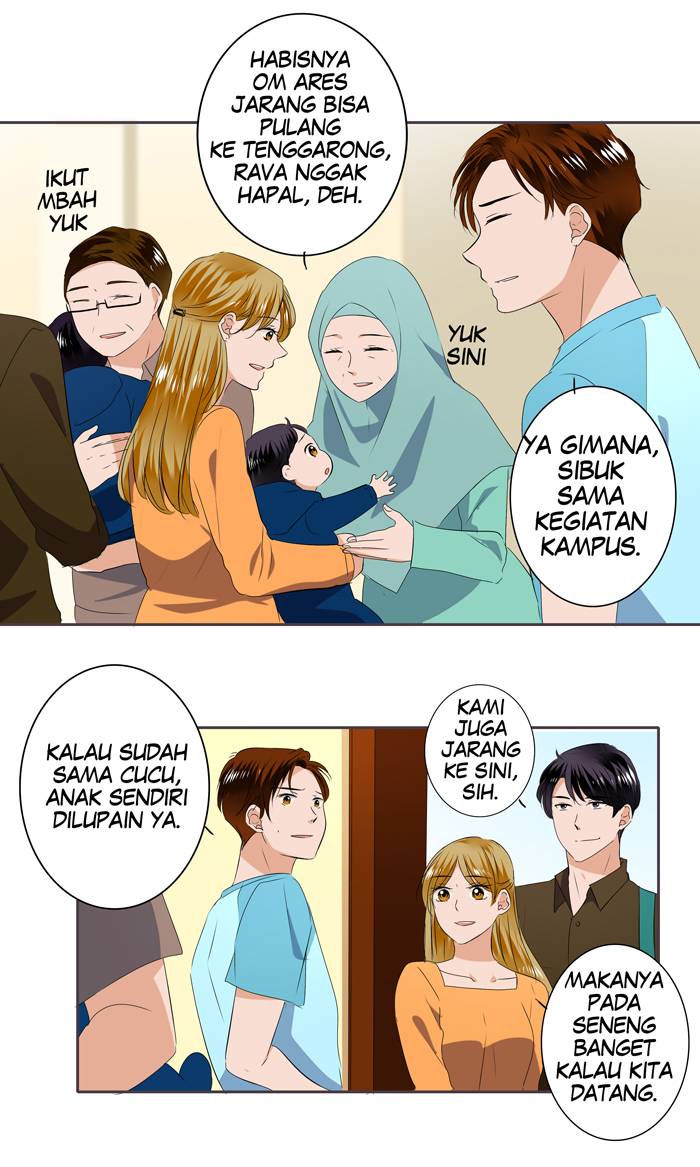 HABISNYA
OM ARES
JARANG BISA
PULANG
KE TENGGARONG,
RAVA NGGAK
HAPAL, DEH.
IKUT
MBAH
YUK
YUK
SINI
YA GIMANA,
SIBUK
SAMA
KEGIATAN
KAMPUS.
KALAU SUDAH
SAMA CUCU,
ANAK SENDIRI
DILUPAIN YA.
KAMI
JUGA
JARANG
KE SINI,
SIH.
MAKANYA
PADA
SENENG
BANGET
KALAU KITA
DATANG.